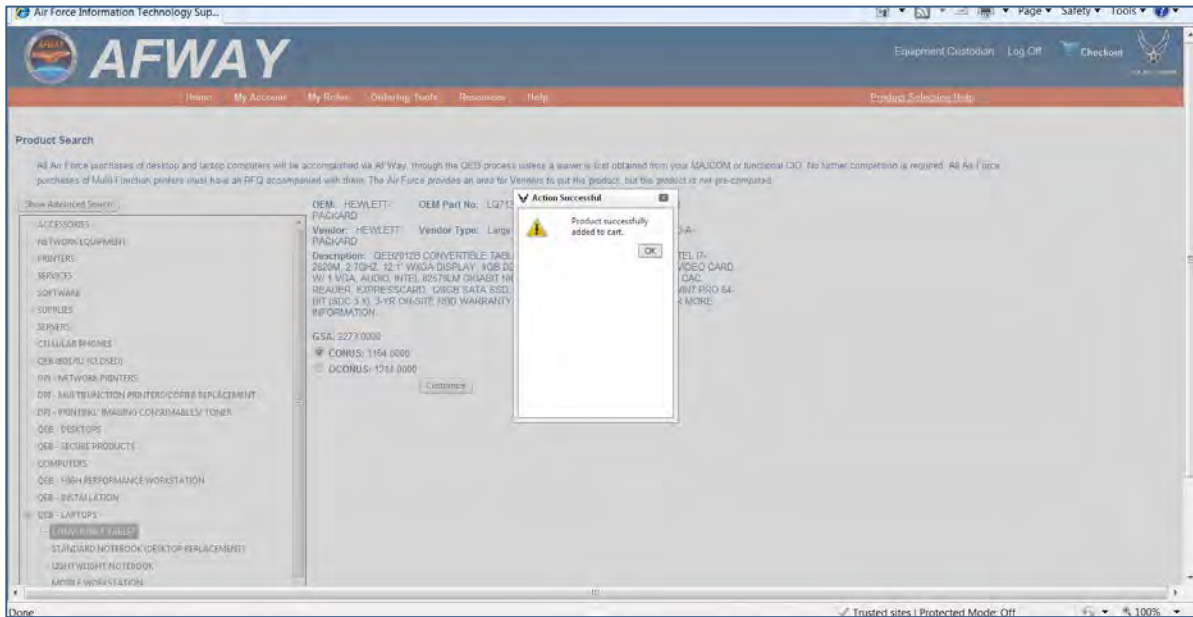 Air Force Information Technology Sup...
Page Safety Tools
AFWAY
Equipment Custodian Log Off Checkout
Home My Account My Roles Ordering Tools Resources Help Product Selection Help
Product Search
All Air Force purchases of desktop and laptop computers will be accomplished via AFWay, through the QEB process unless a waiver is first obtained from your MAJCOM or functional CIO. No further competition is required. All Air Force
purchases of Multi-Function printers must have an RFQ accompanied with them. The Air Force provides an area for Vendors to put the product, but the product is not pre-competed.
Show Advanced Search
ACCESSORIES
NETWORK EQUIPMENT
PRINTERS
SERVICES
SOFTWARE
SUPPLIES
SERVERS
CELLULAR PHONES
QEB (CLOSED)
DPI - NETWORK PRINTERS
DPI - MULTIFUNCTION PRINTERS/COPIER REPLACEMENT
DPI - PRINTING/ IMAGING CONSUMABLES/ TONER
QEB - DESKTOPS
QEB - SECURE PRODUCTS
COMPUTERS
QEB - HIGH PERFORMANCE WORKSTATION
QEB - INSTALLATION
QEB - LAPTOPS
CONVERTIBLE TABLET
STANDARD NOTEBOOK (DESKTOP REPLACEMENT)
LIGHTWEIGHT NOTEBOOK
MOBILE WORKSTATION
OEM: HEWLETT- OEM Part No:
PACKARD
Vendor: HEWLETT Vendor Type: Large
PACKARD
Description: QEB2012B CONVERTIBLE
2.7GHZ, 12.1" WXGA DISPLAY, 4GB VIDEO CARD
W/ 1 VGA, AUDIO, INTEL 82579LM GIGABIT CAC
READER, EXPRESSCARD, 128GB SATA SSD, WIN7 PRO 64-
BIT (SDC 3.X), 3-YR ON-SITE NBD WARRANTY MORE
INFORMATION.
GSA: 2273.0000
CONUS: 1164.0000
OCONUS:
Customize
Action Successful
Product successfully
added to cart.
OK
Done Trusted sites | Protected Mode: Off 100%